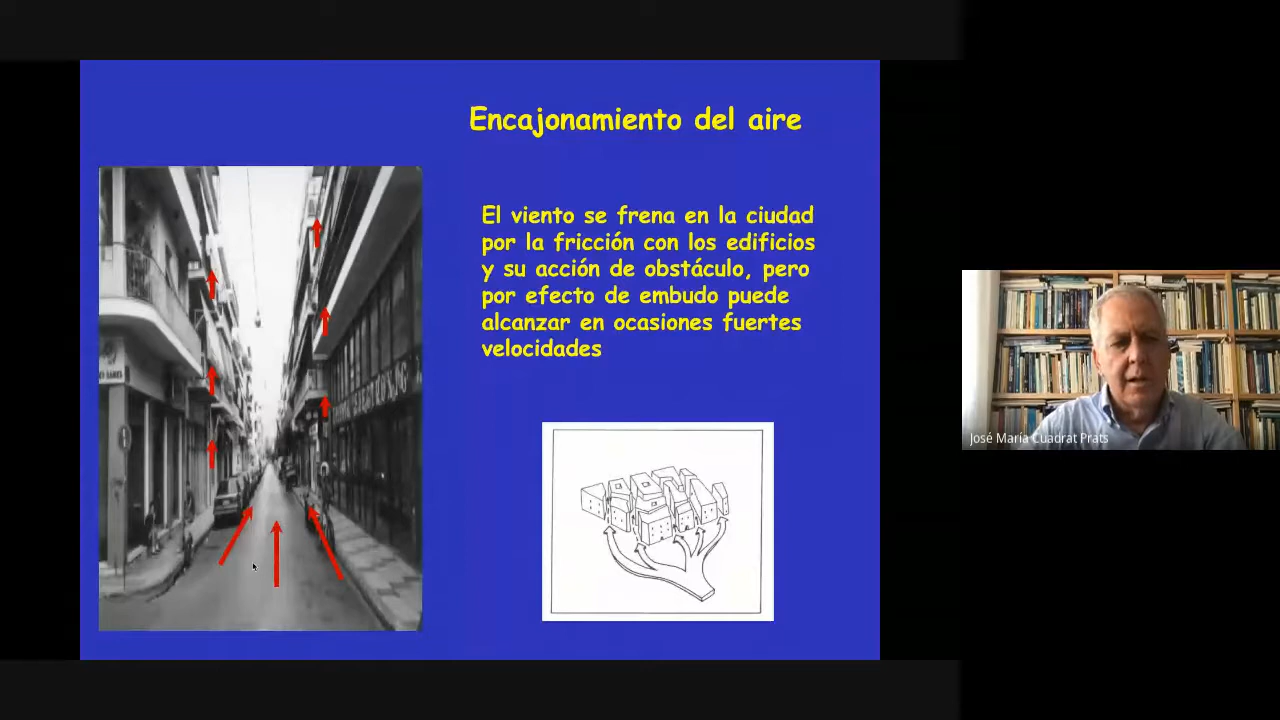 Encajonamiento del aire
El viento se frena en la ciudad
por la fricción con los edificios
y su acción de obstáculo, pero
por efecto de embudo puede
alcanzar en ocasiones fuertes
velocidades
José María Cuadrat Prats